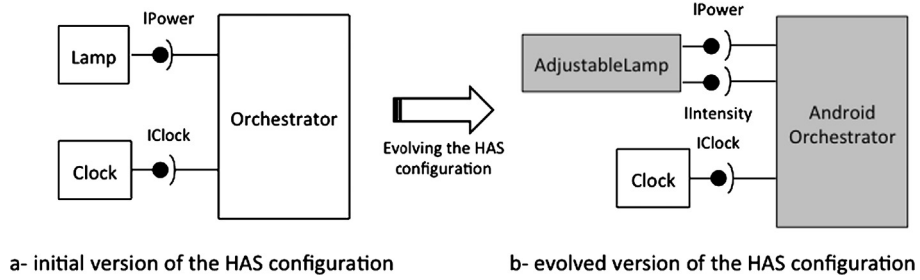 IPower
Lamp
Orchestrator
IClock
Clock
a- initial version of the HAS configuration
Evolving the HAS
configuration
IPower
AdjustableLamp
IIntensity
Android
Orchestrator
IClock
Clock
b- evolved version of the HAS configuration